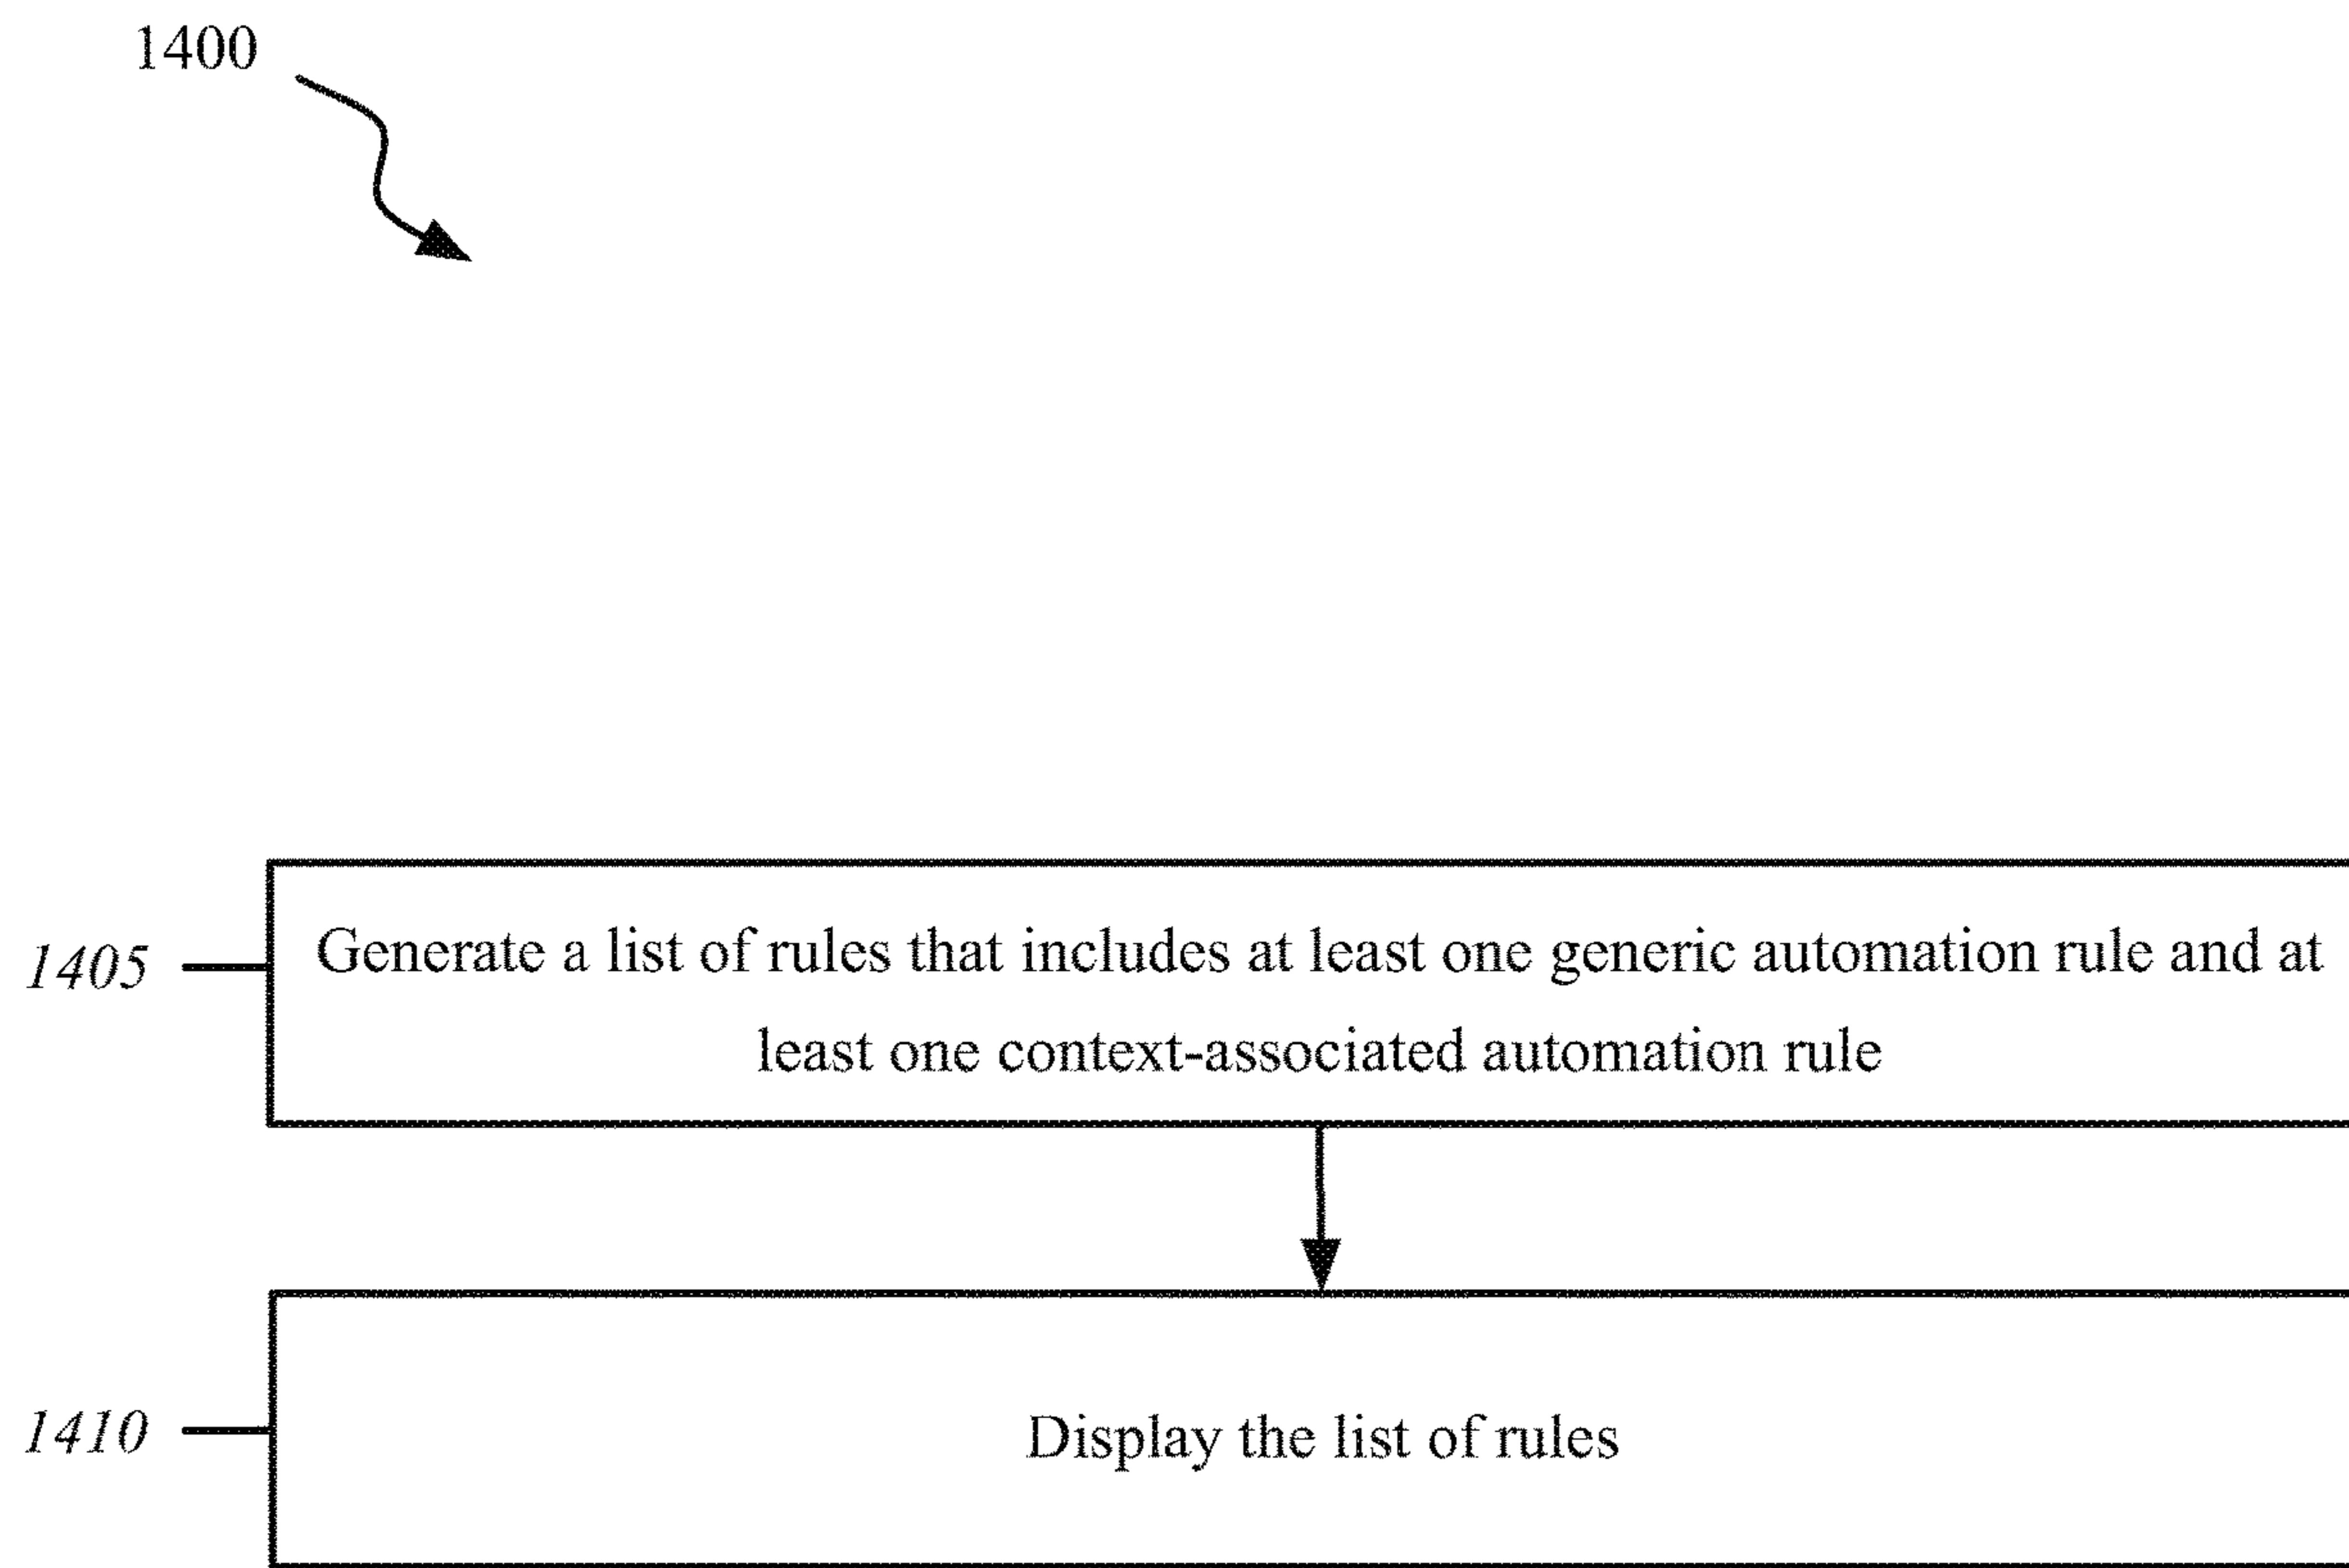 1400
1405
Generate a list of rules that includes at least one generic automation rule and at
least one context-associated automation rule
1410
Display the list of rules